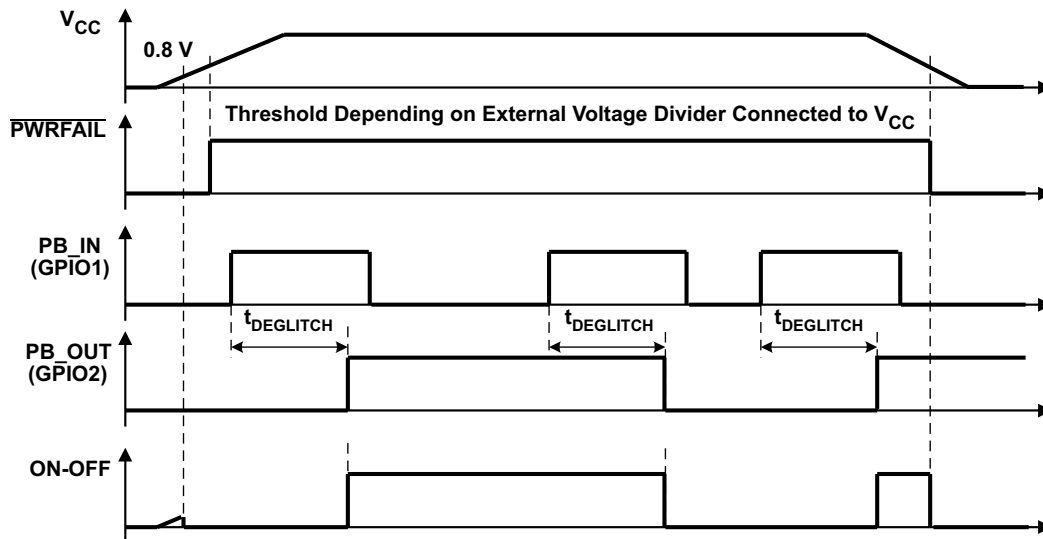 VCC
0.8 V
Threshold Depending on External Voltage Divider Connected to VCC
PWRFAIL
PB_IN
(GPIO1)
tDEGLITCH
tDEGLITCH
tDEGLITCH
PB_OUT
(GPIO2)
ON-OFF